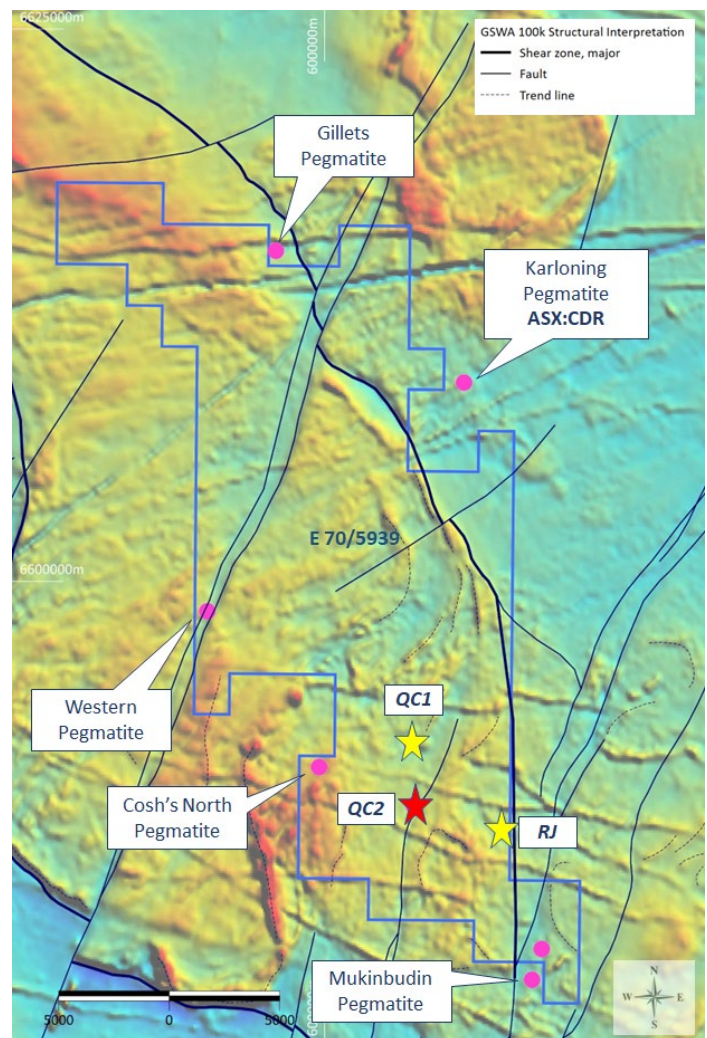 6625000m
600000m
GSWA 100k Structural Interpretation
Shear zone, major
Fault
Trend line
Gillets
Pegmatite
Karloning
Pegmatite
ASX:CDR
E 70/5939
6600000m
Western
Pegmatite
QC1
Cosh's North
Pegmatite
QC2
RJ
Mukinbudin
Pegmatite
N
W E
S
5000 0 5000